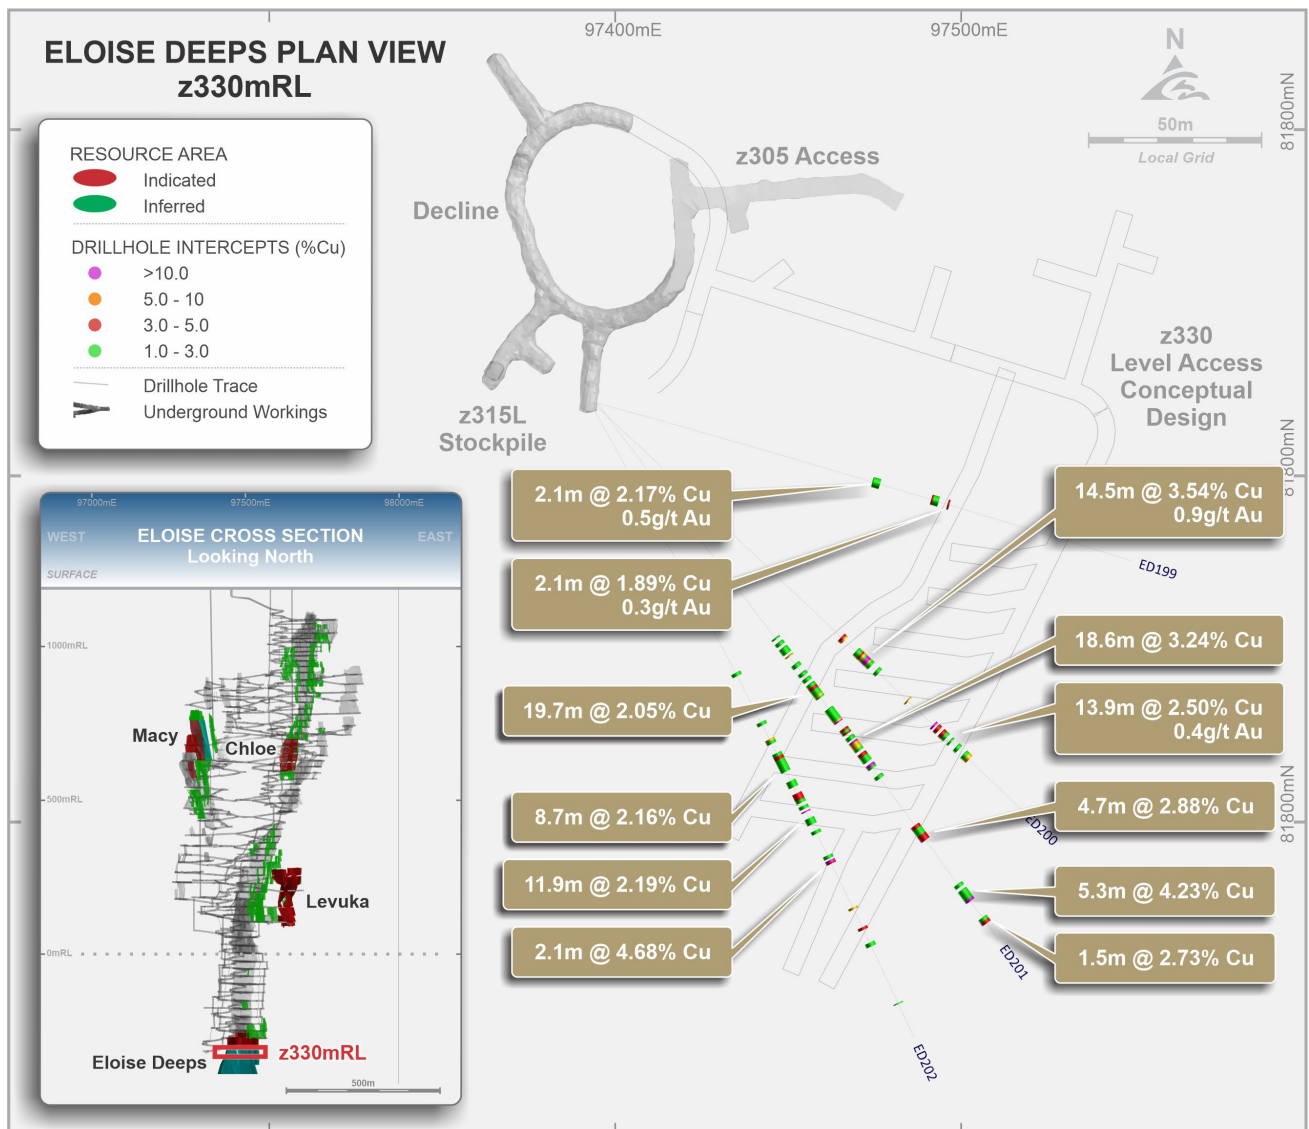 97400mE
97500mE
ELOISE DEEPS PLAN VIEW
z330mRL
N
50m
Local Grid
81800mN
RESOURCE AREA
Indicated
Inferred
DRILLHOLE INTERCEPTS (%Cu)
>10.0
5.0 - 10
3.0 - 5.0
1.0 - 3.0
Drillhole Trace
Underground Workings
Decline
z305 Access
z315L
Stockpile
z330
Level Access
Conceptual
Design
81800mN
2.1m @ 2.17% Cu
0.5g/t Au
2.1m @ 1.89% Cu
0.3g/t Au
19.7m @ 2.05% Cu
8.7m @ 2.16% Cu
11.9m @ 2.19% Cu
2.1m @ 4.68% Cu
14.5m @ 3.54% Cu
0.9g/t Au
18.6m @ 3.24% Cu
13.9m @ 2.50% Cu
0.4g/t Au
4.7m @ 2.88% Cu
5.3m @ 4.23% Cu
1.5m @ 2.73% Cu
ED199
ED200
ED201
ED202
81800mN
97000mE
97500mE
98000mE
WEST
ELOISE CROSS SECTION
EAST
Looking North
SURFACE
1000mRL
Macy
Chloe
500mRL
Levuka
0mRL
Eloise Deeps
z330mRL
500m